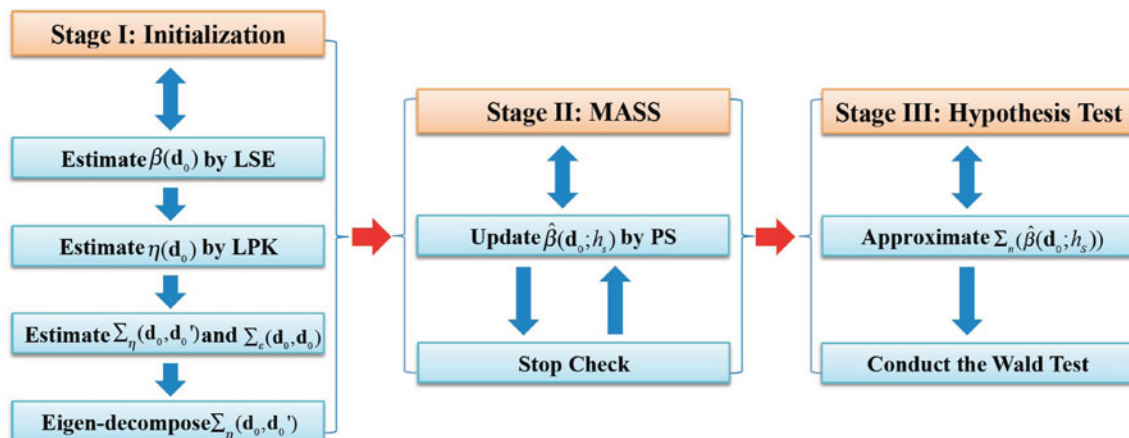 Stage I: Initialization
Estimate β(d₀) by LSE
Estimate η(d₀) by LPK
Estimate Σ_η(d₀,d₀') and Σ_ε(d₀,d₀)
Eigen-decompose Σ_η(d₀,d₀')
Stage II: MASS
Update β̂(d₀;h_s) by PS
Stop Check
Stage III: Hypothesis Test
Approximate Σ_n(β̂(d₀;h_S))
Conduct the Wald Test